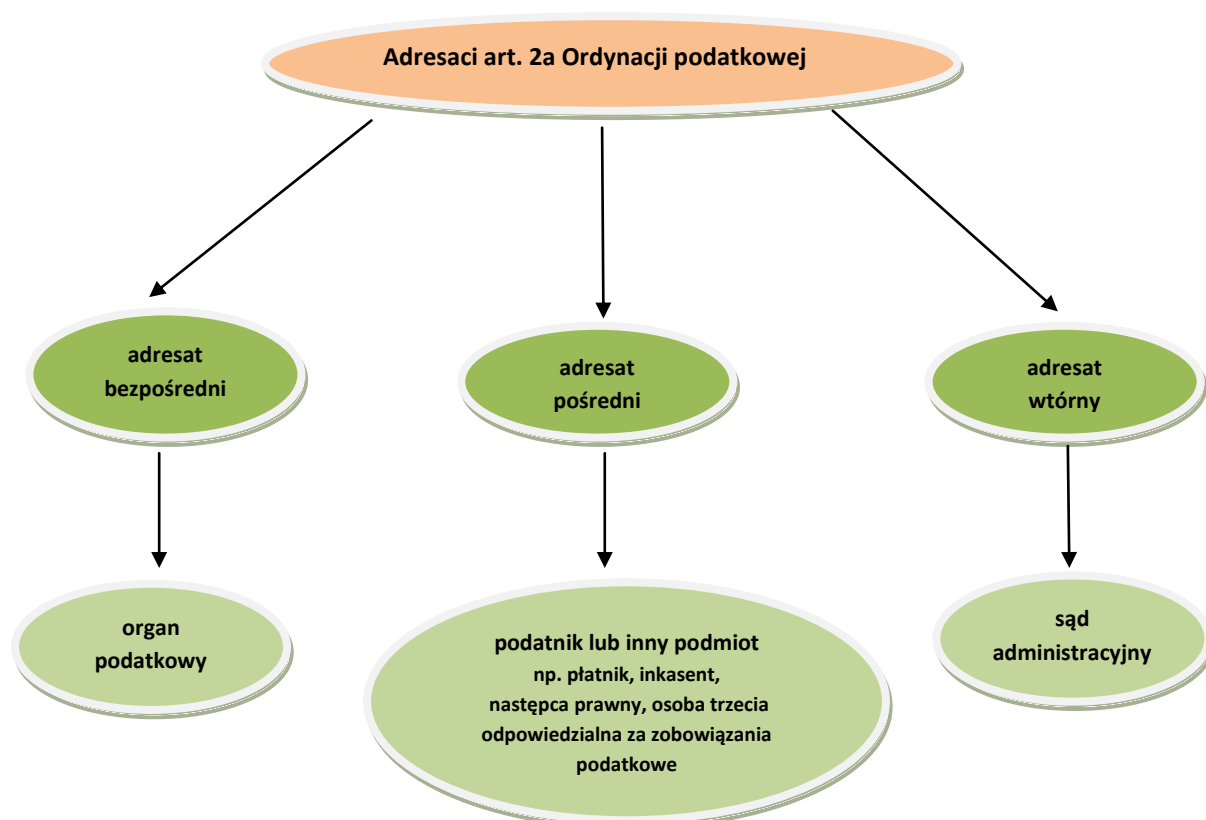 Adresaci art. 2a Ordynacji podatkowej
adresat
bezpośredni
adresat
pośredni
adresat
wtórny
organ
podatkowy
podatnik lub inny podmiot
np. płatnik, inkasent,
następca prawny, osoba trzecia
odpowiedzialna za zobowiązania
podatkowe
sąd
administracyjny